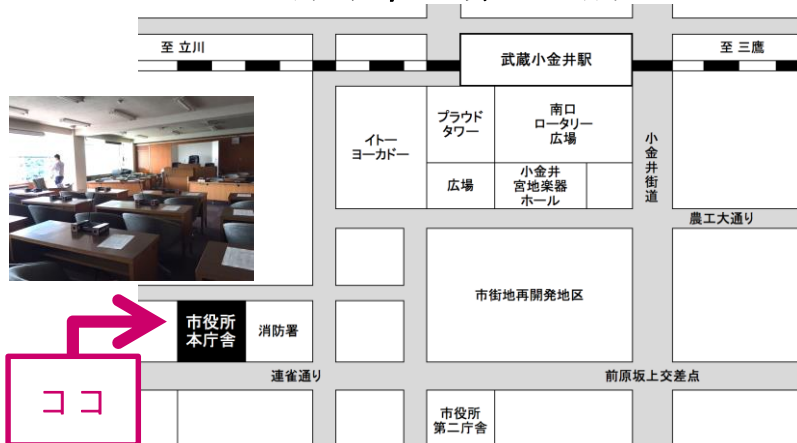 至 立川
武蔵小金井駅
至 三鷹
イトー
ヨーカドー
プラウド
タワー
南口
ロータリー
広場
広場
小金井
宮地楽器
ホール
小金井街道
農工大通り
市街地再開発地区
市役所
本庁舎
消防署
連雀通り
前原坂上交差点
ココ
市役所
第二庁舎